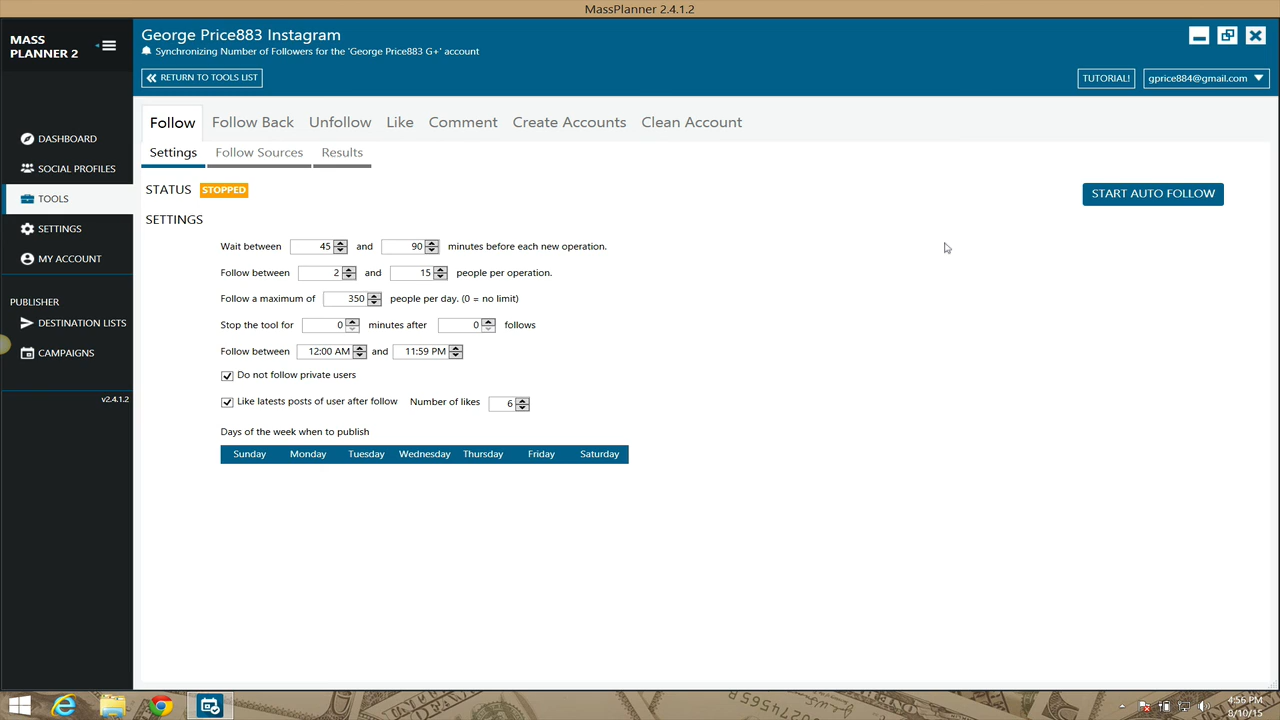 MassPlanner 2.4.1.2
MASS
PLANNER 2
George Price883 Instagram
Synchronizing Number of Followers for the 'George Price883 G+' account
RETURN TO TOOLS LIST
TUTORIAL!
gprice884@gmail.com
Follow Follow Back Unfollow Like Comment Create Accounts Clean Account
Settings Follow Sources Results
DASHBOARD
SOCIAL PROFILES
TOOLS
SETTINGS
MY ACCOUNT
PUBLISHER
DESTINATION LISTS
CAMPAIGNS
v2.4.1.2
STATUS STOPPED
START AUTO FOLLOW
SETTINGS
Wait between 45 and 90 minutes before each new operation.
Follow between 2 and 15 people per operation.
Follow a maximum of 350 people per day. (0 = no limit)
Stop the tool for 0 minutes after 0 follows
Follow between 12:00 AM and 11:59 PM
Do not follow private users
Like latests posts of user after follow Number of likes 6
Days of the week when to publish
Sunday Monday Tuesday Wednesday Thursday Friday Saturday
4:56 PM
8/10/15